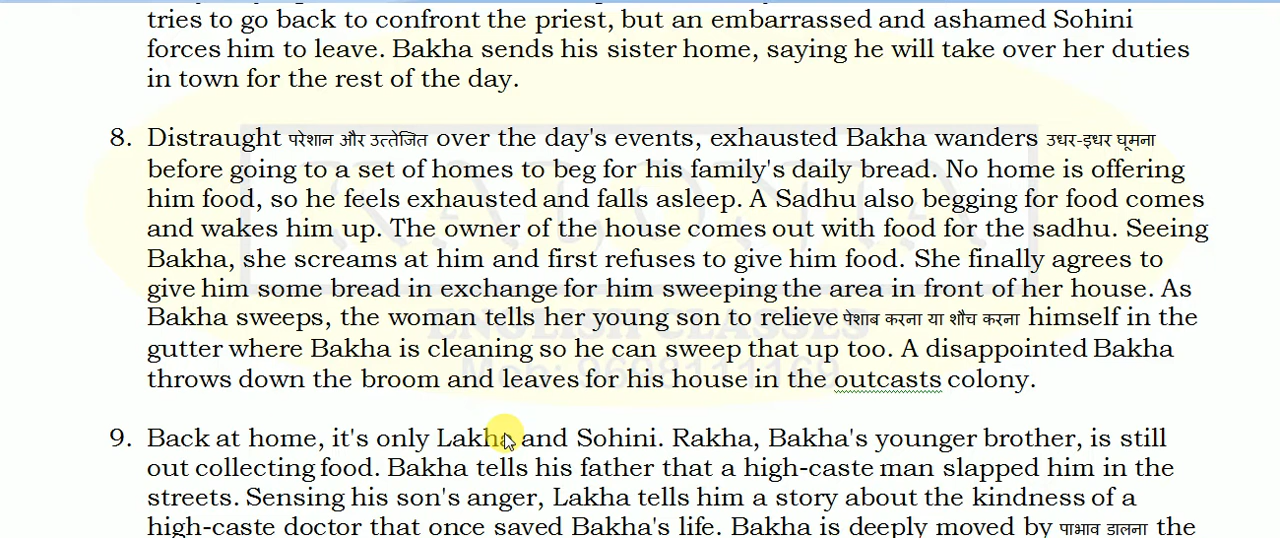 tries to go back to confront the priest, but an embarrassed and ashamed Sohini
forces him to leave. Bakha sends his sister home, saying he will take over her duties
in town for the rest of the day.
8. Distraught परेशान और उत्तेजित over the day's events, exhausted Bakha wanders उधर-इधर घूमना
before going to a set of homes to beg for his family's daily bread. No home is offering
him food, so he feels exhausted and falls asleep. A Sadhu also begging for food comes
and wakes him up. The owner of the house comes out with food for the sadhu. Seeing
Bakha, she screams at him and first refuses to give him food. She finally agrees to
give him some bread in exchange for him sweeping the area in front of her house. As
Bakha sweeps, the woman tells her young son to relieve पेशाब करना या शौच करना himself in the
gutter where Bakha is cleaning so he can sweep that up too. A disappointed Bakha
throws down the broom and leaves for his house in the outcasts colony.
9. Back at home, it's only Lakha and Sohini. Rakha, Bakha's younger brother, is still
out collecting food. Bakha tells his father that a high-caste man slapped him in the
streets. Sensing his son's anger, Lakha tells him a story about the kindness of a
high-caste doctor that once saved Bakha's life. Bakha is deeply moved by पाभाव डालना the
ENGLISH CLASSES